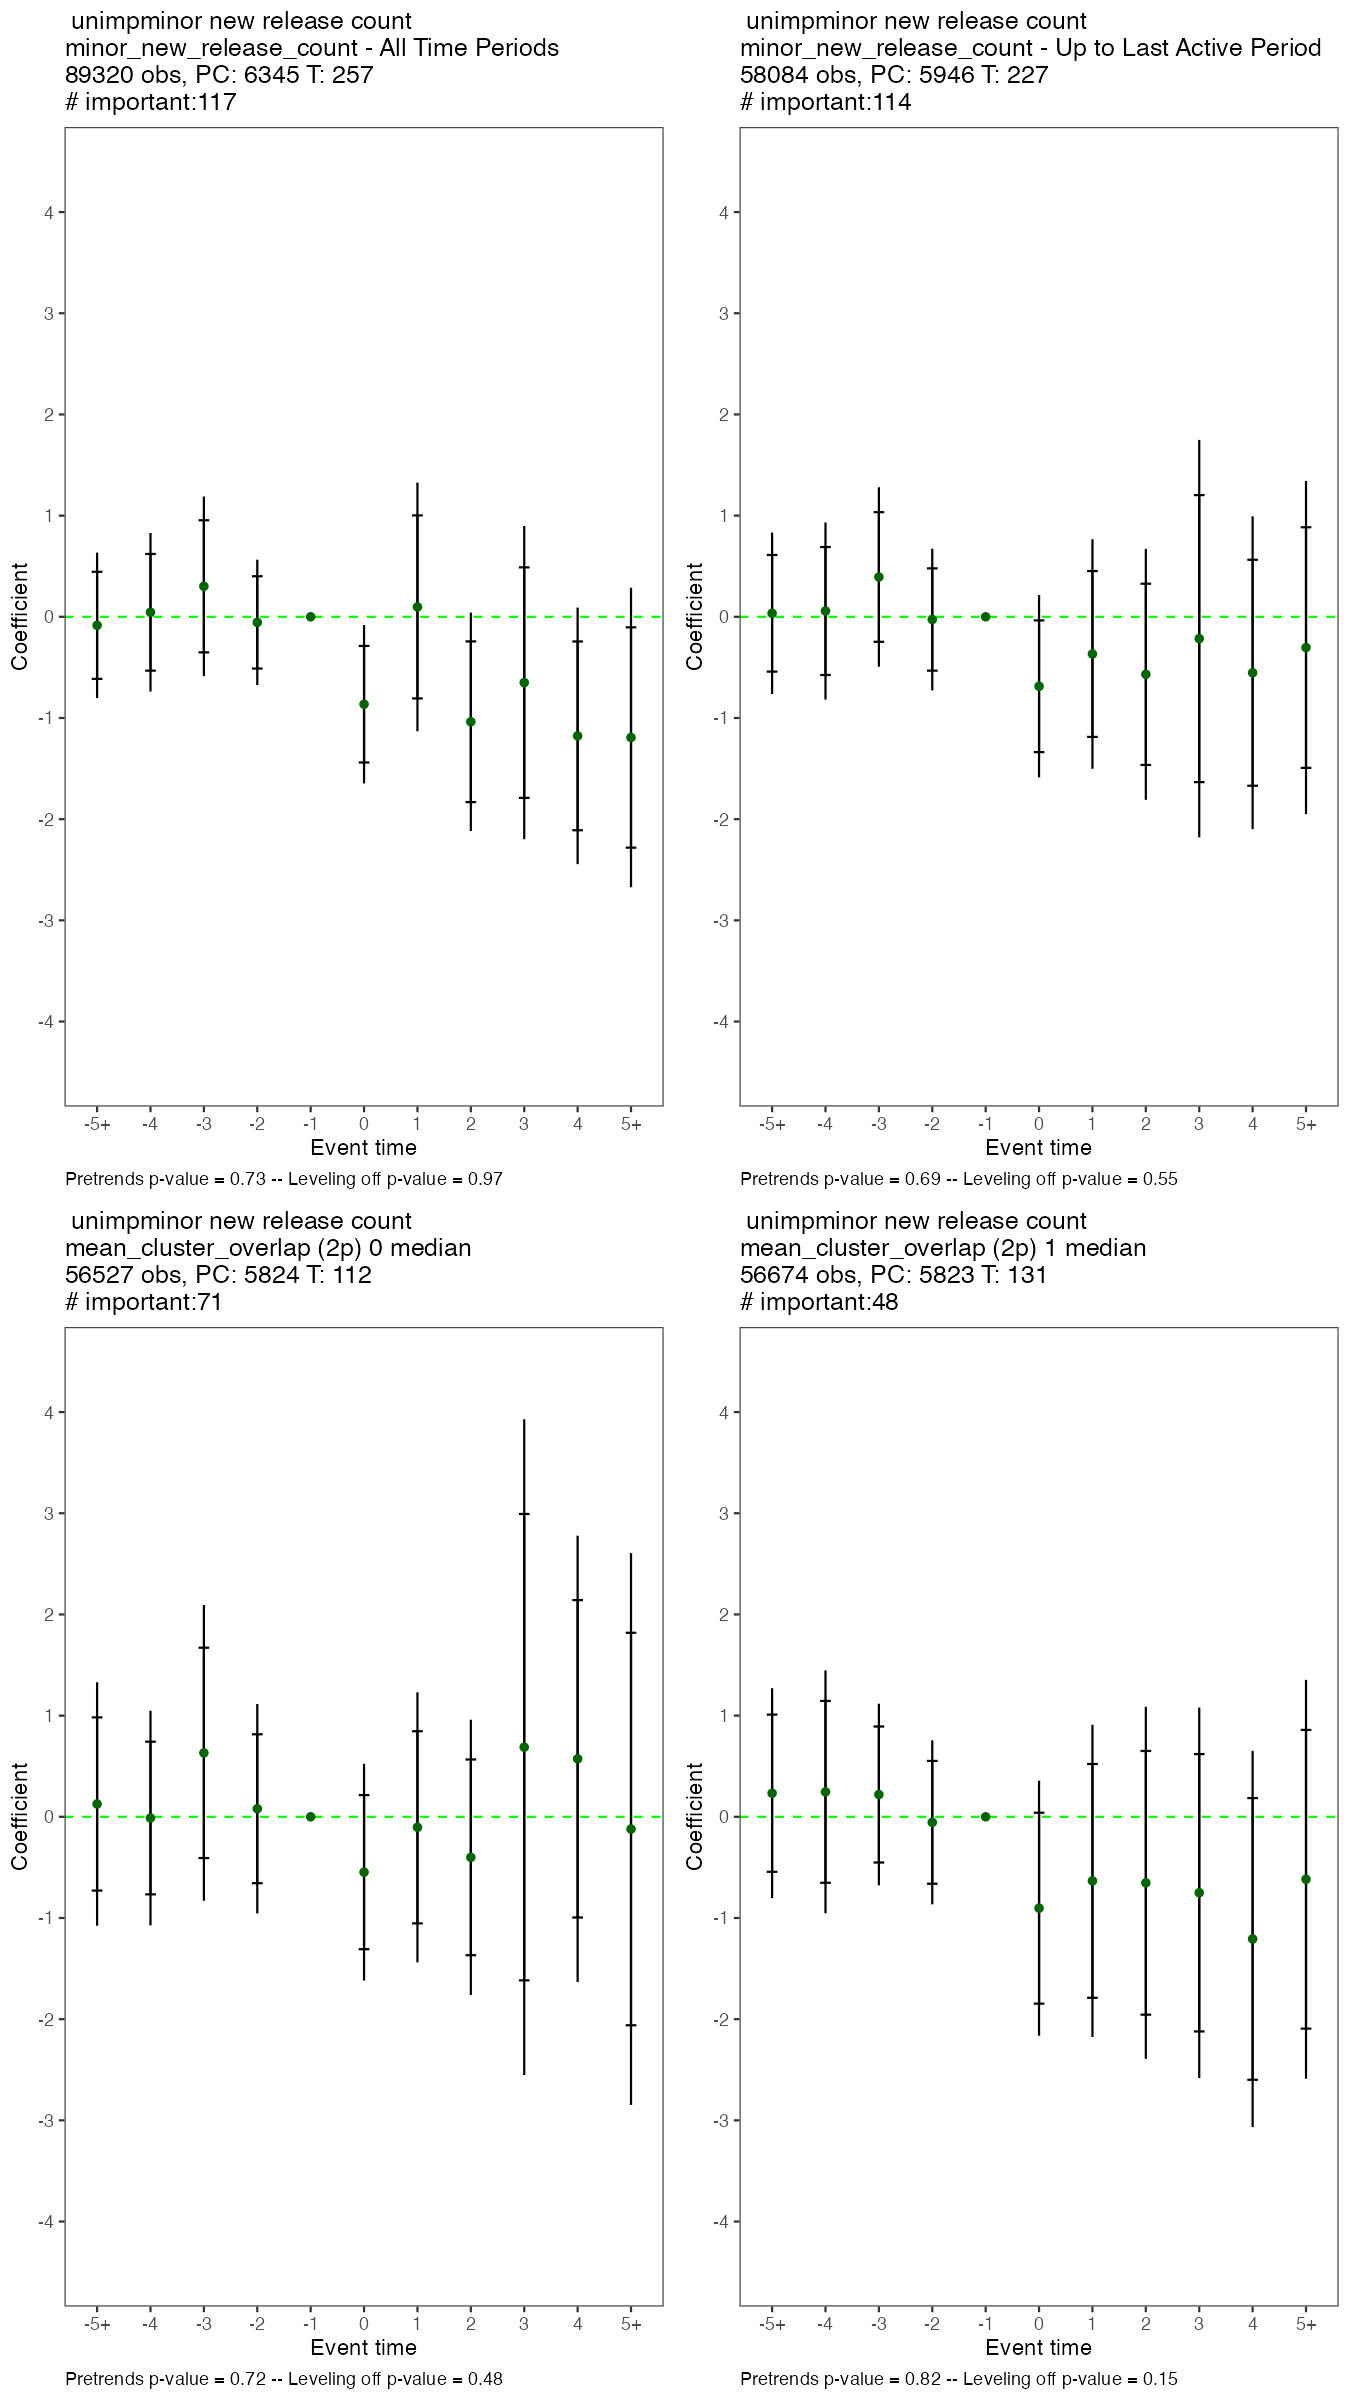 unimpminor new release count
minor_new_release_count - All Time Periods
89320 obs, PC: 6345 T: 257
# important:117
4
3
2
1
0
-1
-2
-3
-4
Coefficient
-5+ -4 -3 -2 -1 0 1 2 3 4 5+
Event time
Pretrends p-value = 0.73 -- Leveling off p-value = 0.97
unimpminor new release count
minor_new_release_count - Up to Last Active Period
58084 obs, PC: 5946 T: 227
# important:114
4
3
2
1
0
-1
-2
-3
-4
Coefficient
-5+ -4 -3 -2 -1 0 1 2 3 4 5+
Event time
Pretrends p-value = 0.69 -- Leveling off p-value = 0.55
unimpminor new release count
mean_cluster_overlap (2p) 0 median
56527 obs, PC: 5824 T: 112
# important:71
4
3
2
1
0
-1
-2
-3
-4
Coefficient
-5+ -4 -3 -2 -1 0 1 2 3 4 5+
Event time
Pretrends p-value = 0.72 -- Leveling off p-value = 0.48
unimpminor new release count
mean_cluster_overlap (2p) 1 median
56674 obs, PC: 5823 T: 131
# important:48
4
3
2
1
0
-1
-2
-3
-4
Coefficient
-5+ -4 -3 -2 -1 0 1 2 3 4 5+
Event time
Pretrends p-value = 0.82 -- Leveling off p-value = 0.15